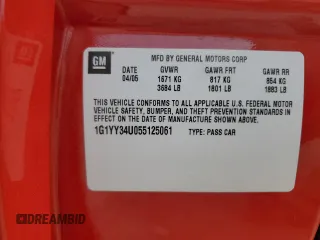 GM
MFD BY GENERAL MOTORS CORP
DATE GVWR GAWR FRT GAWR RR
04/05 1671 KG 817 KG 854 KG
3684 LB 1801 LB 1883 LB
THIS VEHICLE CONFORMS TO ALL APPLICABLE U.S. FEDERAL MOTOR
VEHICLE SAFETY, BUMPER, AND THEFT PREVENTION STANDARDS IN
EFFECT ON THE DATE OF MANUFACTURE SHOWN ABOVE.
1G1YY34U055125061 TYPE: PASS CAR
DREAMBID